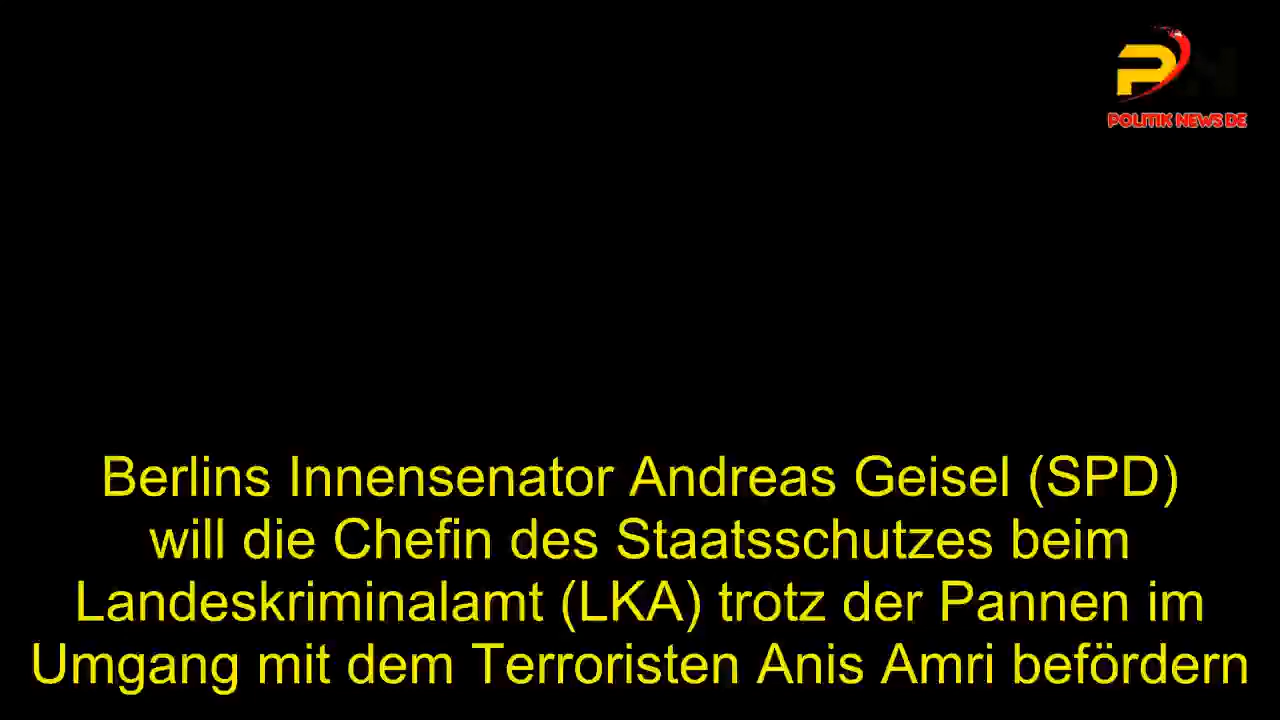 POLITIK NEWS DE
Berlins Innensenator Andreas Geisel (SPD)
will die Chefin des Staatsschutzes beim
Landeskriminalamt (LKA) trotz der Pannen im
Umgang mit dem Terroristen Anis Amri befördern